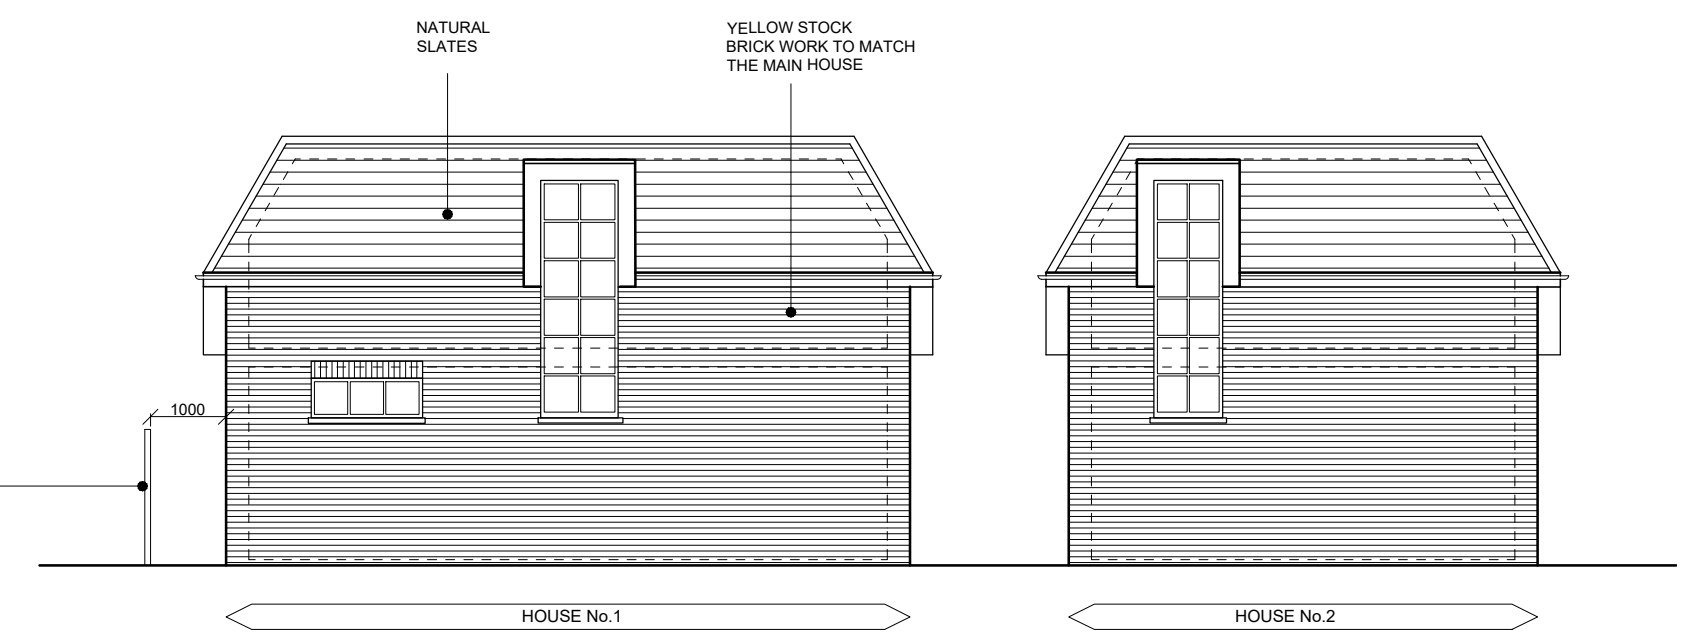 NATURAL
SLATES
YELLOW STOCK
BRICK WORK TO MATCH
THE MAIN HOUSE
1000
HOUSE No.1
HOUSE No.2